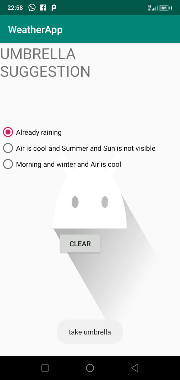 22:58
WeatherApp
UMBRELLA
SUGGESTION
Already raining
Air is cool and Summer and Sun is not visible
Morning and winter and Air is cool
CLEAR
take umbrella